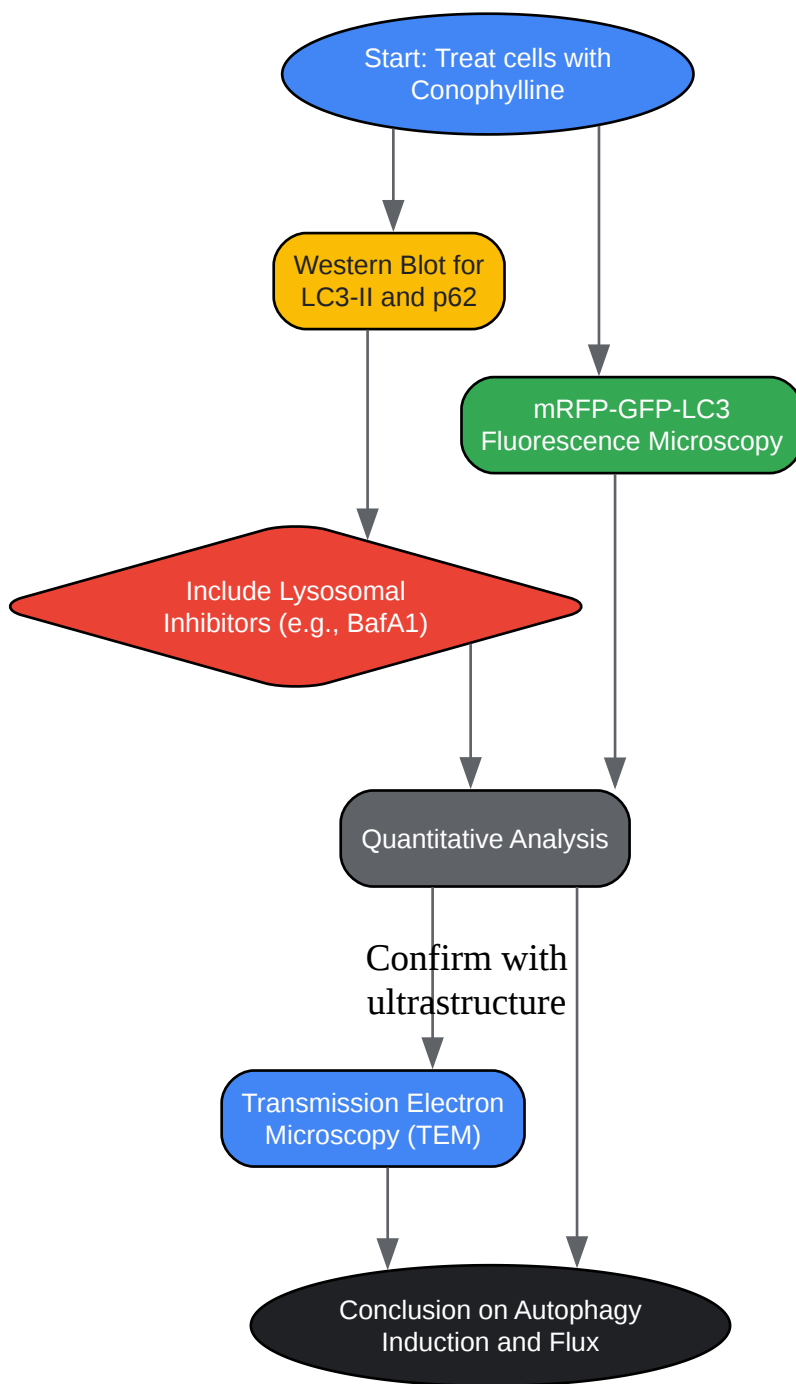 Start: Treat cells with
Conophylline
Western Blot for
LC3-II and p62
mRFP-GFP-LC3
Fluorescence Microscopy
Include Lysosomal
Inhibitors (e.g., BafA1)
Quantitative Analysis
Confirm with
ultrastructure
Transmission Electron
Microscopy (TEM)
Conclusion on Autophagy
Induction and Flux